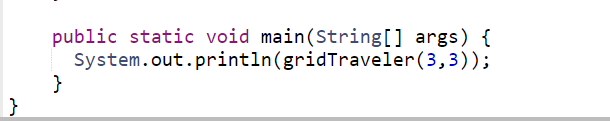 public static void main(String[] args) {
System.out.println(gridTraveler(3,3));
}
}